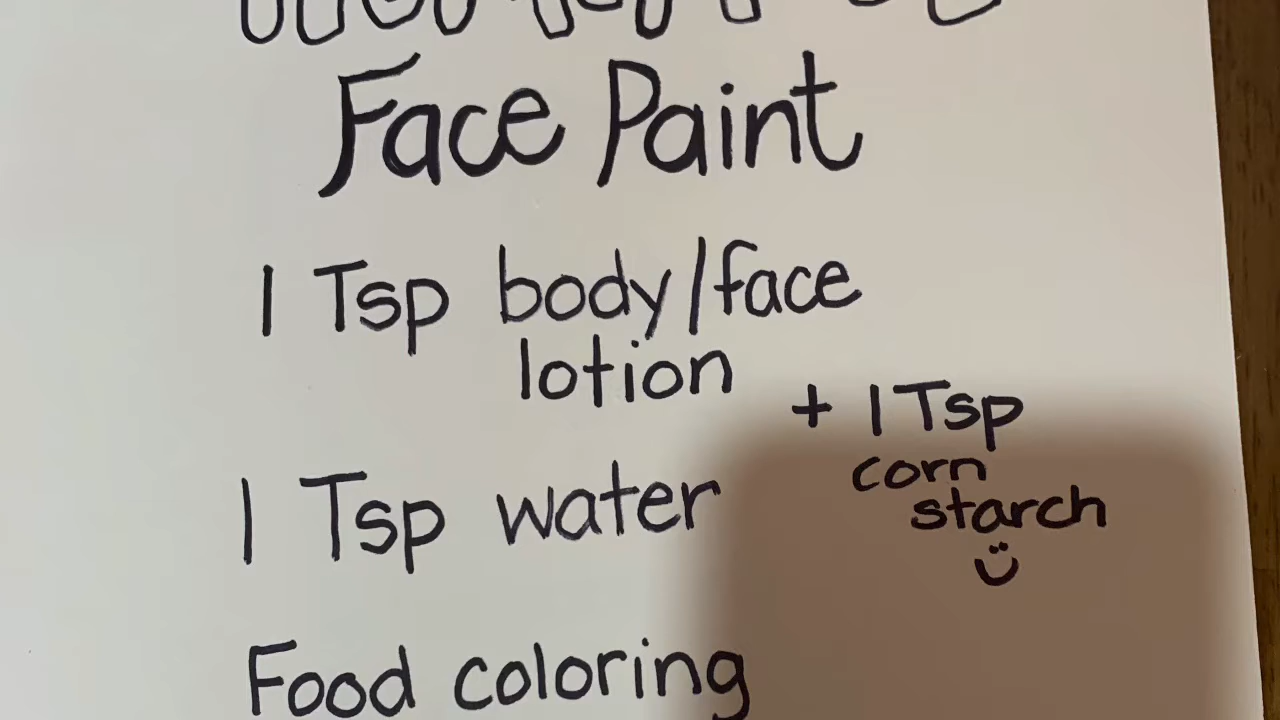 Face Paint
1 Tsp body/face
lotion
+ 1 Tsp
corn
starch
1 Tsp water
Food coloring